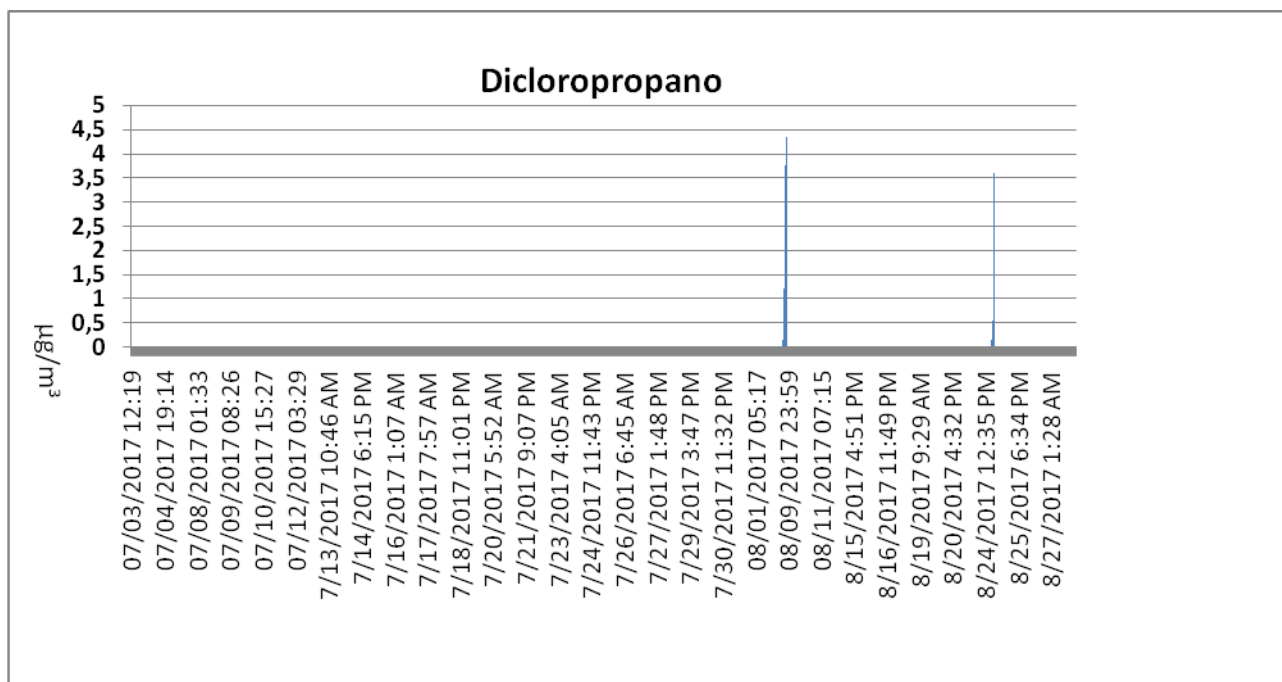 Dicloropropano
5
4,5
4
3,5
3
2,5
2
1,5
1
0,5
0
µg/m³
07/03/2017 12:19
07/04/2017 19:14
07/08/2017 01:33
07/09/2017 08:26
07/10/2017 15:27
07/12/2017 03:29
7/13/2017 10:46 AM
7/14/2017 6:15 PM
7/16/2017 1:07 AM
7/17/2017 7:57 AM
7/18/2017 11:01 PM
7/20/2017 5:52 AM
7/21/2017 9:07 PM
7/23/2017 4:05 AM
7/24/2017 11:43 PM
7/26/2017 6:45 AM
7/27/2017 1:48 PM
7/29/2017 3:47 PM
7/30/2017 11:32 PM
08/01/2017 05:17
08/09/2017 23:59
08/11/2017 07:15
8/15/2017 4:51 PM
8/16/2017 11:49 PM
8/19/2017 9:29 AM
8/20/2017 4:32 PM
8/24/2017 12:35 PM
8/25/2017 6:34 PM
8/27/2017 1:28 AM